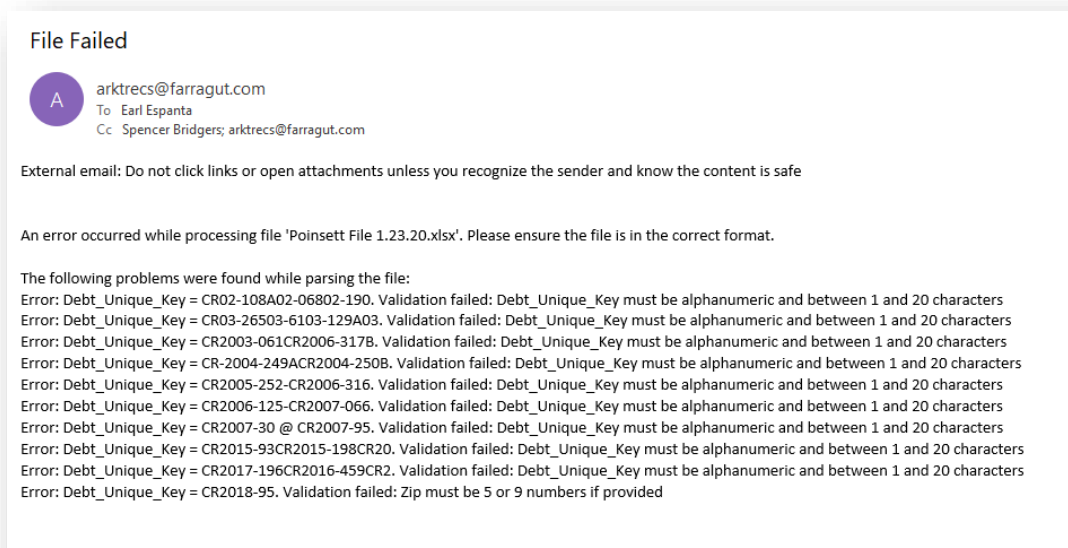 File Failed
A
arktrecs@farragut.com
To Earl Espanta
Cc Spencer Bridgers; arktrecs@farragut.com
External email: Do not click links or open attachments unless you recognize the sender and know the content is safe
An error occurred while processing file 'Poinsett File 1.23.20.xlsx'. Please ensure the file is in the correct format.
The following problems were found while parsing the file:
Error: Debt_Unique_Key = CR02-108A02-06802-190. Validation failed: Debt_Unique_Key must be alphanumeric and between 1 and 20 characters
Error: Debt_Unique_Key = CR03-26503-6103-129A03. Validation failed: Debt_Unique_Key must be alphanumeric and between 1 and 20 characters
Error: Debt_Unique_Key = CR2003-061CR2006-317B. Validation failed: Debt_Unique_Key must be alphanumeric and between 1 and 20 characters
Error: Debt_Unique_Key = CR-2004-249ACR2004-250B. Validation failed: Debt_Unique_Key must be alphanumeric and between 1 and 20 characters
Error: Debt_Unique_Key = CR2005-252-CR2006-316. Validation failed: Debt_Unique_Key must be alphanumeric and between 1 and 20 characters
Error: Debt_Unique_Key = CR2006-125-CR2007-066. Validation failed: Debt_Unique_Key must be alphanumeric and between 1 and 20 characters
Error: Debt_Unique_Key = CR2007-30 @ CR2007-95. Validation failed: Debt_Unique_Key must be alphanumeric and between 1 and 20 characters
Error: Debt_Unique_Key = CR2015-93CR2015-198CR20. Validation failed: Debt_Unique_Key must be alphanumeric and between 1 and 20 characters
Error: Debt_Unique_Key = CR2017-196CR2016-459CR2. Validation failed: Debt_Unique_Key must be alphanumeric and between 1 and 20 characters
Error: Debt_Unique_Key = CR2018-95. Validation failed: Zip must be 5 or 9 numbers if provided